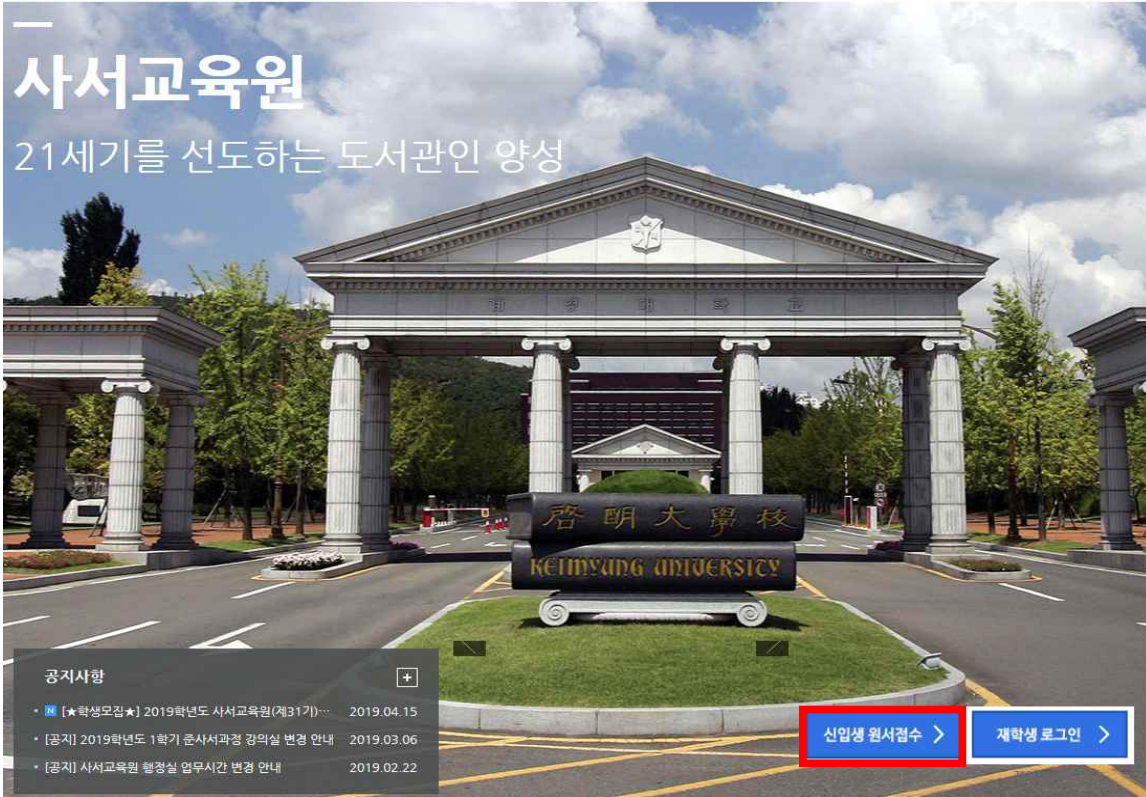 사서교육원
21세기를 선도하는 도서관인 양성
계 명 대 학 교
啓明大學校
KEIMYUNG UNIVERSITY
공지사항
N [★학생모집★] 2019학년도 사서교육원(제31기)… 2019.04.15
[공지] 2019학년도 1학기 준사서과정 강의실 변경 안내 2019.03.06
[공지] 사서교육원 행정실 업무시간 변경 안내 2019.02.22
신입생 원서접수
재학생 로그인